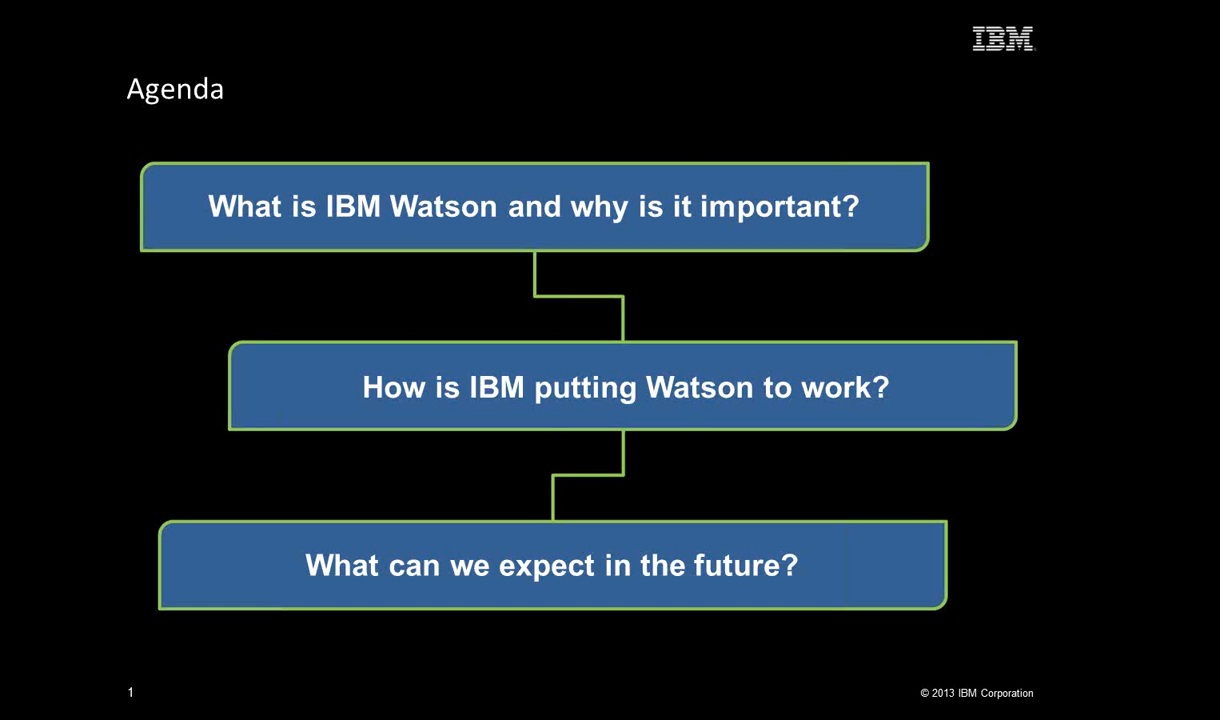 IBM
Agenda
What is IBM Watson and why is it important?
How is IBM putting Watson to work?
What can we expect in the future?
1
© 2013 IBM Corporation